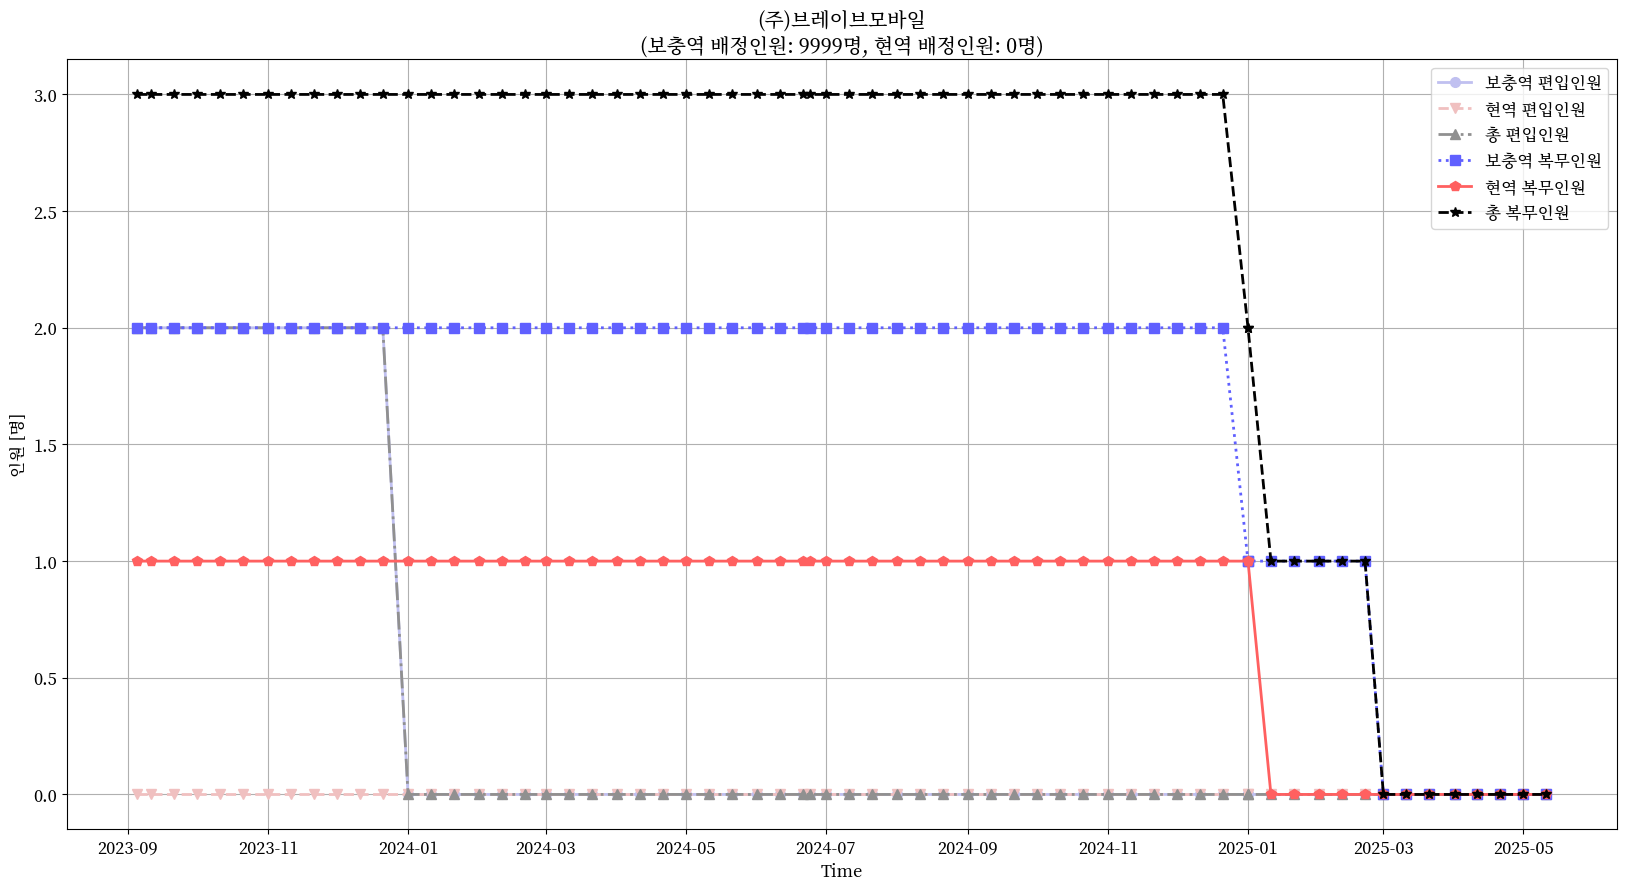 (주)브레이브모바일
(보충역 배정인원: 9999명, 현역 배정인원: 0명)
보충역 편입인원
현역 편입인원
총 편입인원
보충역 복무인원
현역 복무인원
총 복무인원
인원 [명]
3.0
2.5
2.0
1.5
1.0
0.5
0.0
2023-09
2023-11
2024-01
2024-03
2024-05
2024-07
2024-09
2024-11
2025-01
2025-03
2025-05
Time